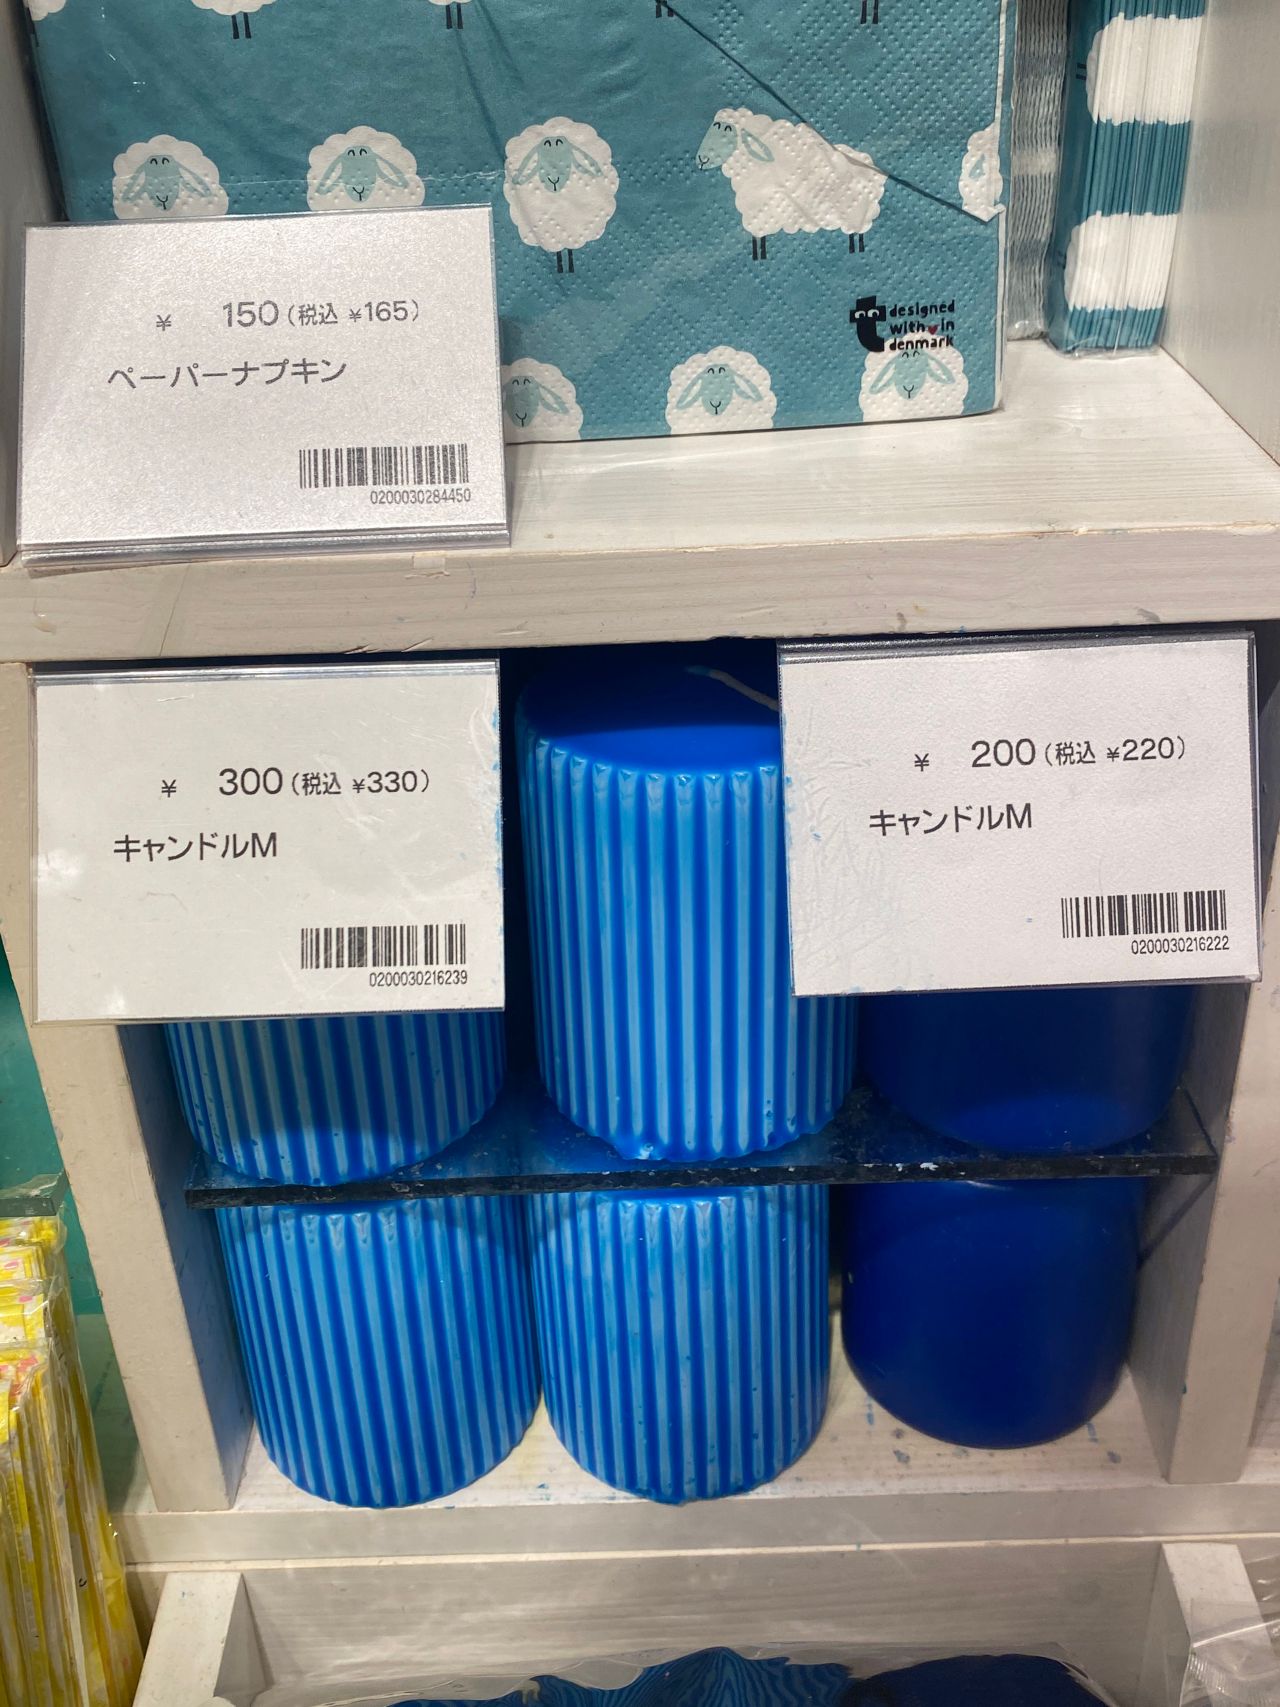 designed
with in
denmark
¥ 150(税込 ¥165)
ペーパーナプキン
0200030284450
¥ 300(税込 ¥330)
キャンドルM
0200030216239
¥ 200(税込 ¥220)
キャンドルM
0200030216222